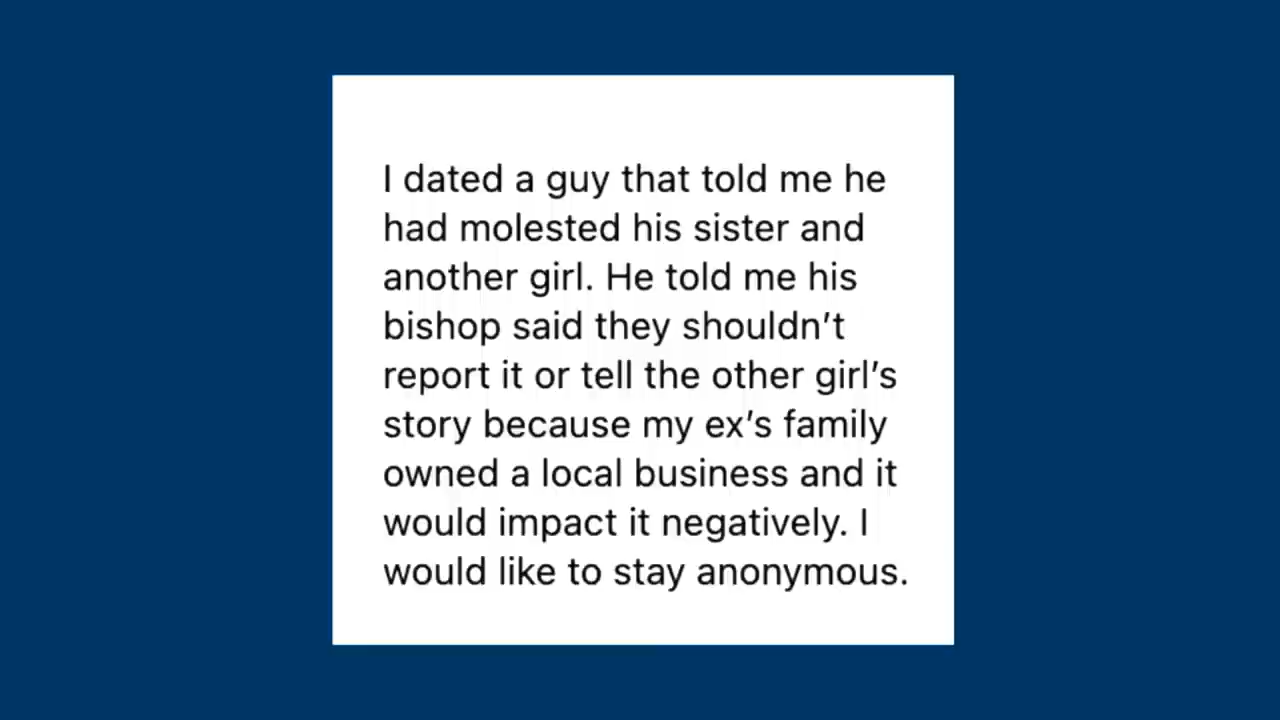 I dated a guy that told me he
had molested his sister and
another girl. He told me his
bishop said they shouldn’t
report it or tell the other girl’s
story because my ex’s family
owned a local business and it
would impact it negatively. I
would like to stay anonymous.